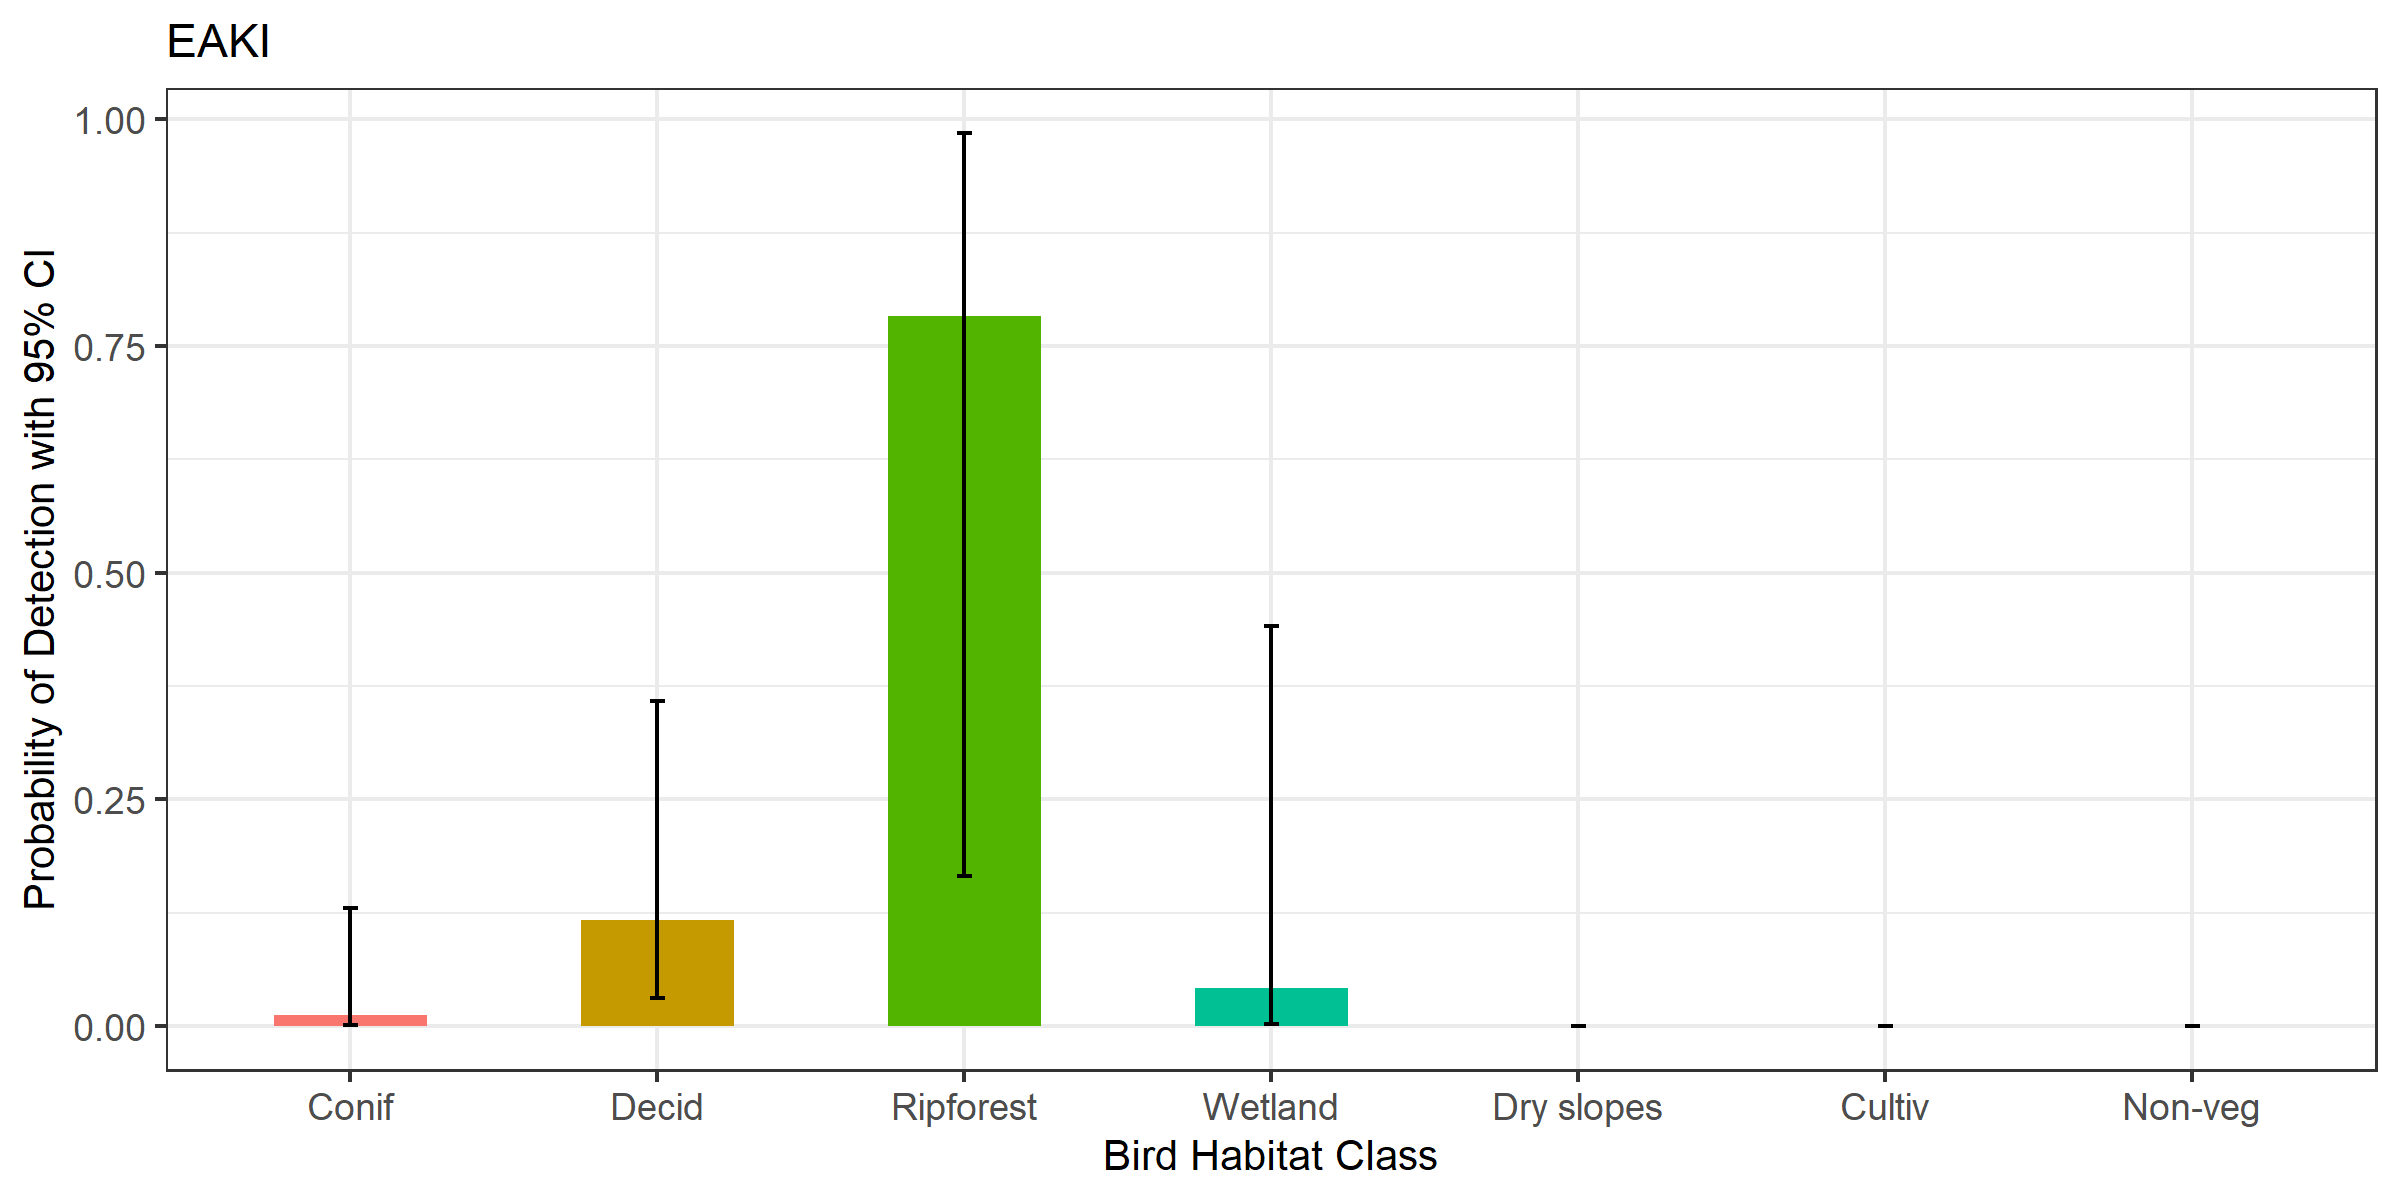 EAKI
Probability of Detection with 95% CI
1.00
0.75
0.50
0.25
0.00
Conif Decid Ripforest Wetland Dry slopes Cultiv Non-veg
Bird Habitat Class